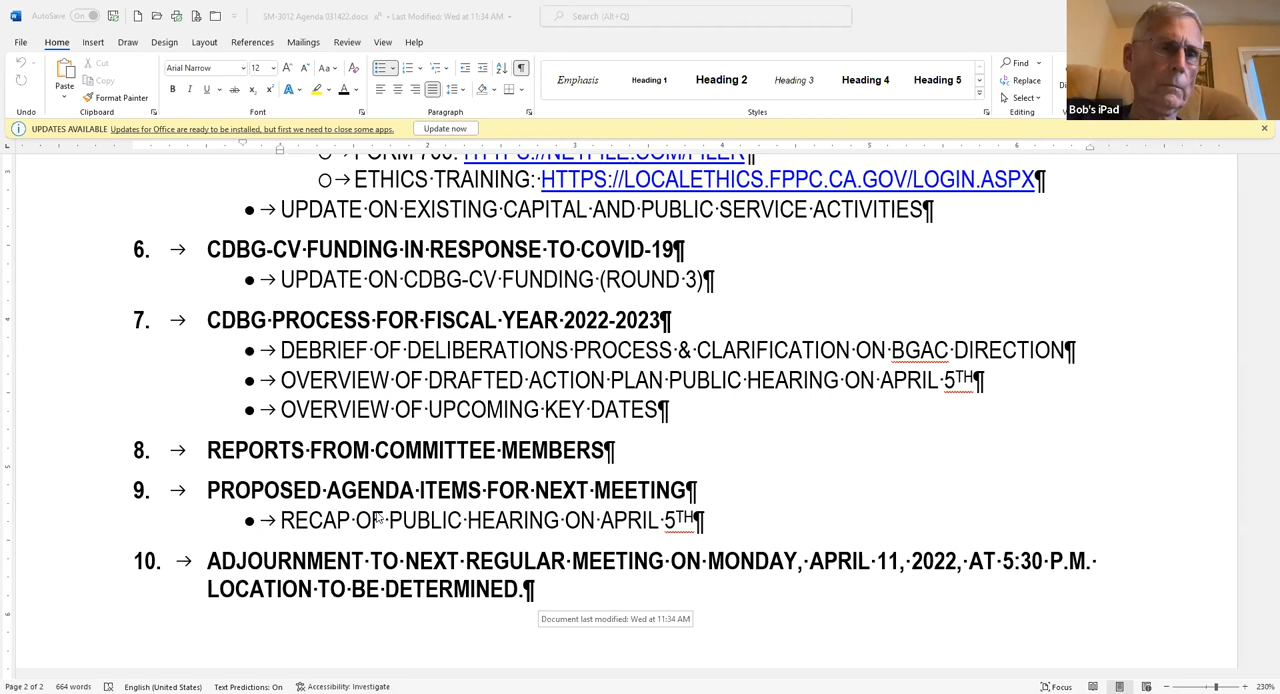 AutoSave On SM-3012 Agenda 031422.docx • Last Modified: Wed at 11:34 AM Search (Alt+Q)
File Home Insert Draw Design Layout References Mailings Review View Help
Paste Cut Copy Format Painter Arial Narrow 12 Emphasis Heading 1 Heading 2 Heading 3 Heading 4 Heading 5 Find Replace Select
Undo Clipboard Font Paragraph Styles Editing
Bob's iPad
UPDATES AVAILABLE Updates for Office are ready to be installed, but first we need to close some apps. Update now
FORM 700: HTTPS://NETFILE.COM/FILER
ETHICS TRAINING: HTTPS://LOCALETHICS.FPPC.CA.GOV/LOGIN.ASPX
UPDATE ON EXISTING CAPITAL AND PUBLIC SERVICE ACTIVITIES
6. CDBG-CV FUNDING IN RESPONSE TO COVID-19
UPDATE ON CDBG-CV FUNDING (ROUND 3)
7. CDBG PROCESS FOR FISCAL YEAR 2022-2023
DEBRIEF OF DELIBERATIONS PROCESS & CLARIFICATION ON BGAC DIRECTION
OVERVIEW OF DRAFTED ACTION PLAN PUBLIC HEARING ON APRIL 5TH
OVERVIEW OF UPCOMING KEY DATES
8. REPORTS FROM COMMITTEE MEMBERS
9. PROPOSED AGENDA ITEMS FOR NEXT MEETING
RECAP OF PUBLIC HEARING ON APRIL 5TH
10. ADJOURNMENT TO NEXT REGULAR MEETING ON MONDAY, APRIL 11, 2022, AT 5:30 P.M.
LOCATION TO BE DETERMINED.
Document last modified: Wed at 11:34 AM
Page 2 of 2 664 words English (United States) Text Predictions: On Accessibility: Investigate Focus 230%